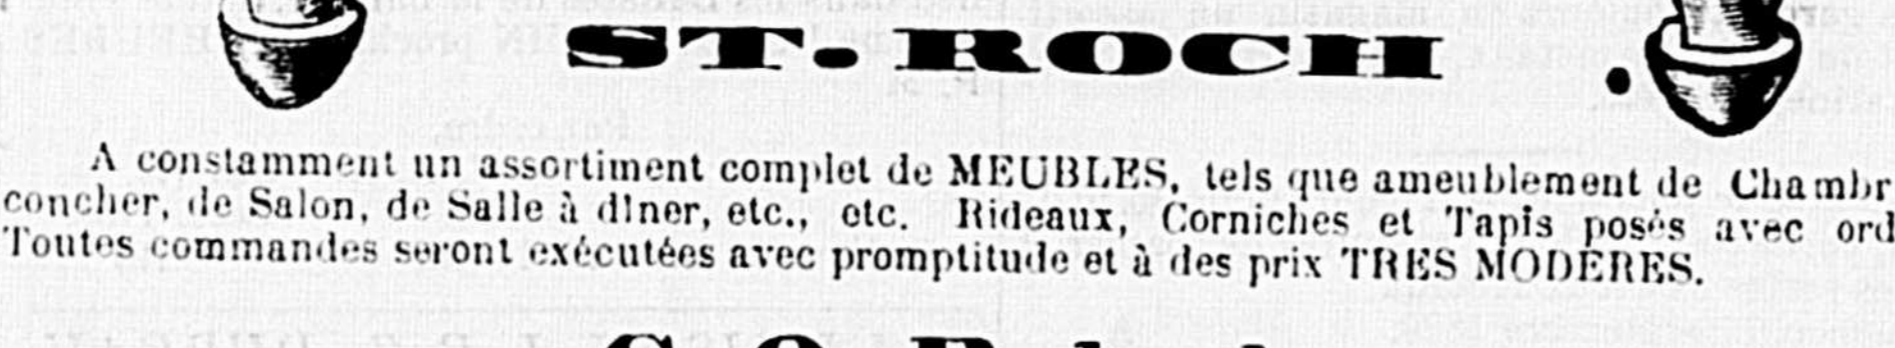 ST. ROCH
A constamment un assortiment complet de MEUBLES, tels que ameublement de Chambr
concher, de Salon, de Salle à dîner, etc., etc. Rideaux, Corniches et Tapis posés avec ord
Toutes commandes seront exécutées avec promptitude et à des prix TRES MODERES.